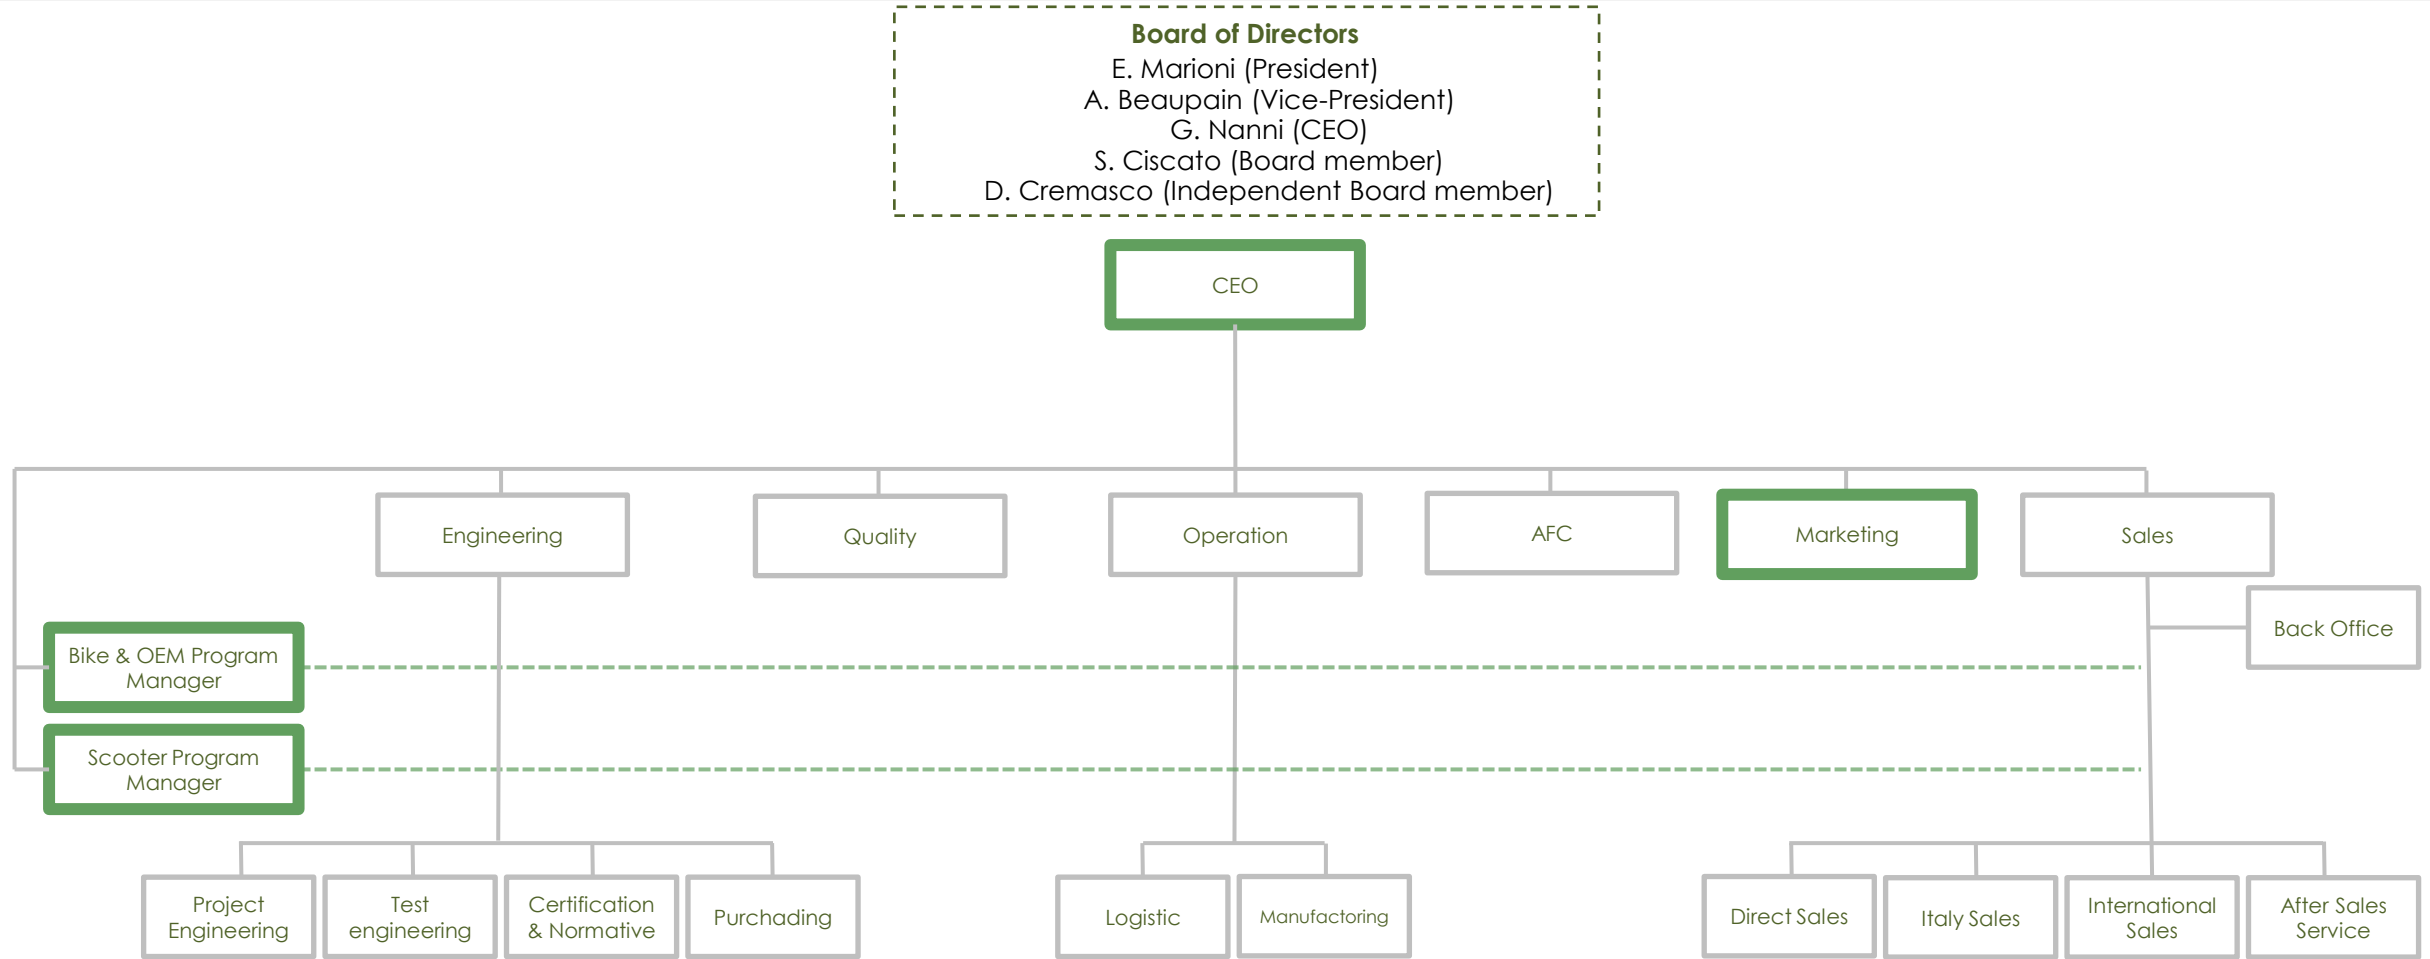 Board of Directors
E. Marioni (President)
A. Beaupain (Vice-President)
G. Nanni (CEO)
S. Ciscato (Board member)
D. Cremasco (Independent Board member)
CEO
Engineering
Quality
Operation
AFC
Marketing
Sales
Back Office
Bike & OEM Program
Manager
Scooter Program
Manager
Project
Engineering
Test
engineering
Certification
& Normative
Purchading
Logistic
Manufactoring
Direct Sales
Italy Sales
International
Sales
After Sales
Service